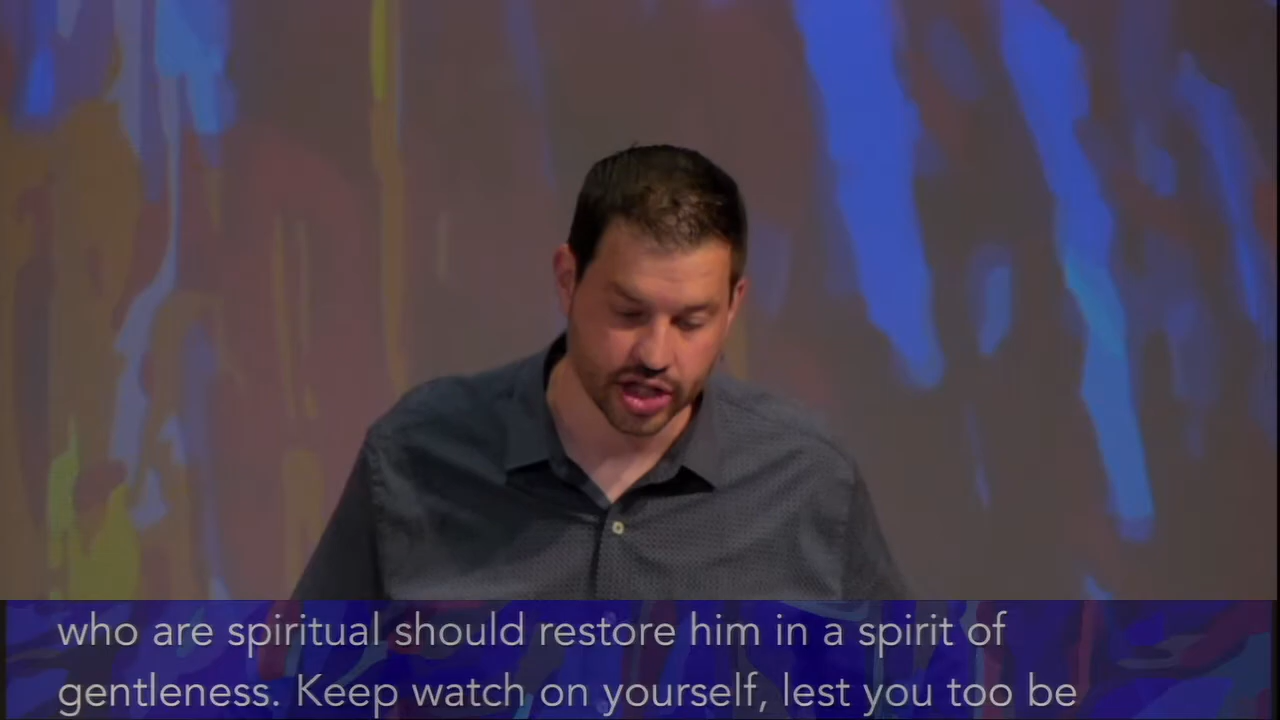 who are spiritual should restore him in a spirit of
gentleness. Keep watch on yourself, lest you too be